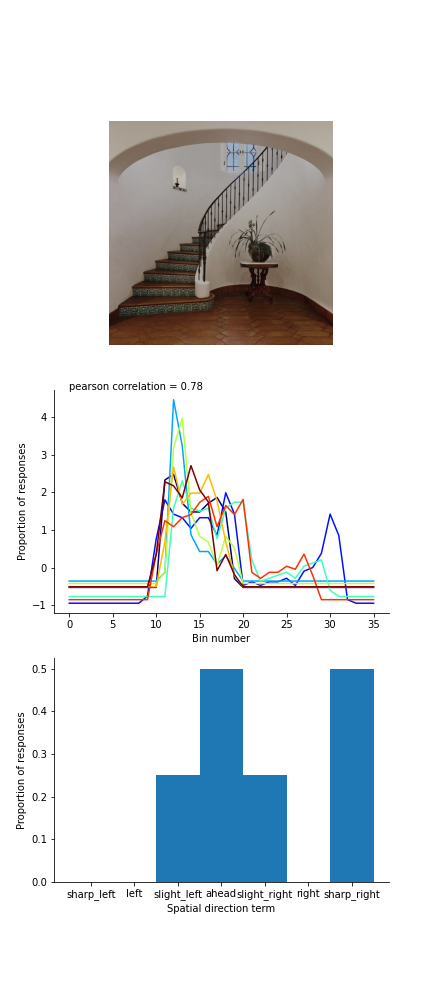 pearson correlation = 0.78
Proportion of responses
4
3
2
1
0
−1
0 5 10 15 20 25 30 35
Bin number
Proportion of responses
0.5
0.4
0.3
0.2
0.1
0.0
sharp_left left slight_left ahead slight_right right sharp_right
Spatial direction term